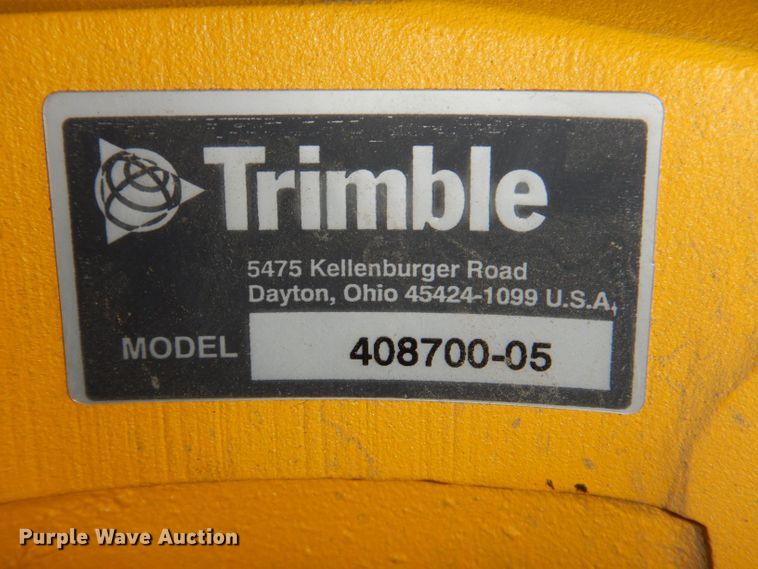 Trimble
5475 Kellenburger Road
Dayton, Ohio 45424-1099 U.S.A.
MODEL 408700-05
Purple Wave Auction